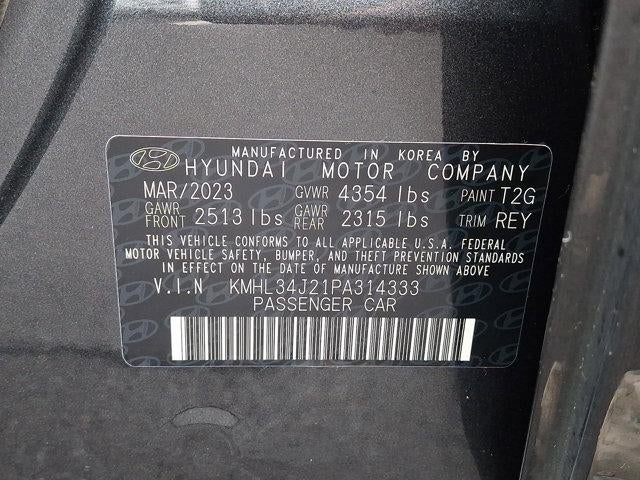 MANUFACTURED IN KOREA BY
HYUNDAI MOTOR COMPANY
MAR/2023 GVWR 4354 lbs PAINT T2G
GAWR FRONT 2513 lbs GAWR REAR 2315 lbs TRIM REY
THIS VEHICLE CONFORMS TO ALL APPLICABLE U.S.A. FEDERAL
MOTOR VEHICLE SAFETY, BUMPER, AND THEFT PREVENTION STANDARDS
IN EFFECT ON THE DATE OF MANUFACTURE SHOWN ABOVE
V.I.N KMHL34J21PA314333
PASSENGER CAR